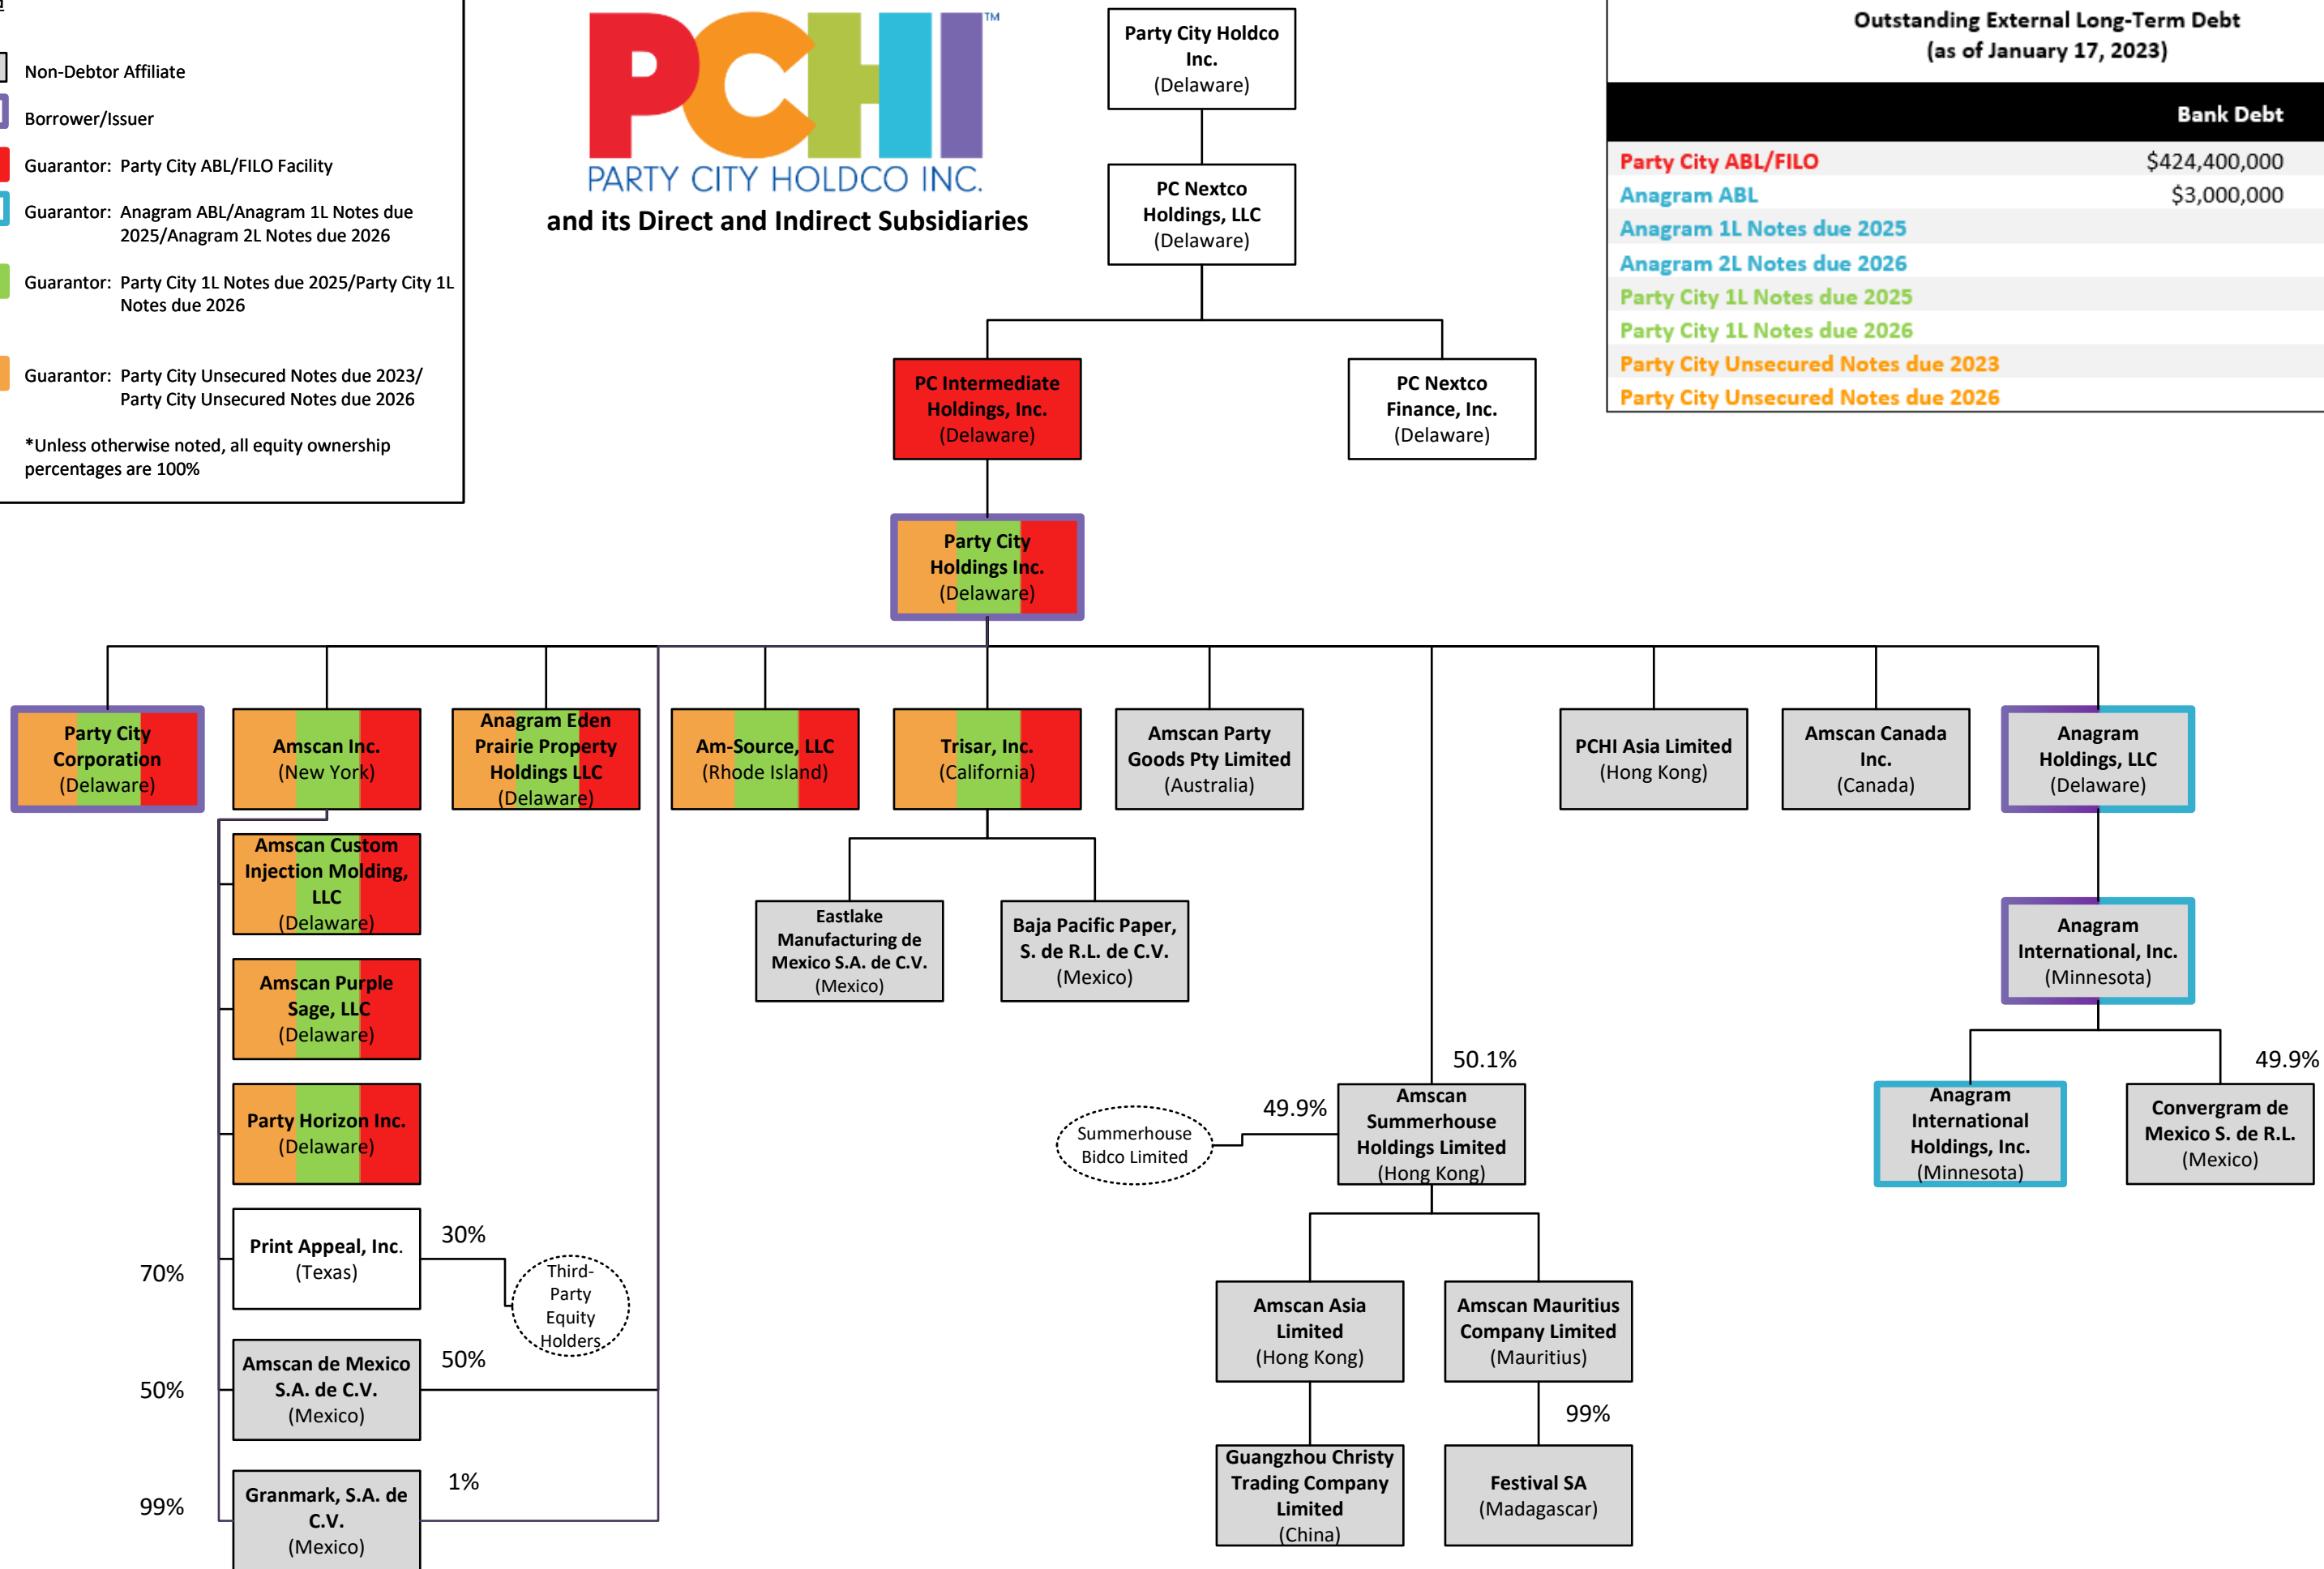 Non-Debtor Affiliate
Borrower/Issuer
Guarantor: Party City ABL/FILO Facility
Guarantor: Anagram ABL/Anagram 1L Notes due
2025/Anagram 2L Notes due 2026
Guarantor: Party City 1L Notes due 2025/Party City 1L
Notes due 2026
Guarantor: Party City Unsecured Notes due 2023/
Party City Unsecured Notes due 2026
*Unless otherwise noted, all equity ownership
percentages are 100%
PCHI™
PARTY CITY HOLDCO INC.
and its Direct and Indirect Subsidiaries
Outstanding External Long-Term Debt
(as of January 17, 2023)
Bank Debt
Party City ABL/FILO $424,400,000
Anagram ABL $3,000,000
Anagram 1L Notes due 2025
Anagram 2L Notes due 2026
Party City 1L Notes due 2025
Party City 1L Notes due 2026
Party City Unsecured Notes due 2023
Party City Unsecured Notes due 2026
Party City Holdco
Inc.
(Delaware)
PC Nextco
Holdings, LLC
(Delaware)
PC Intermediate
Holdings, Inc.
(Delaware)
PC Nextco
Finance, Inc.
(Delaware)
Party City
Holdings Inc.
(Delaware)
Party City
Corporation
(Delaware)
Amscan Inc.
(New York)
Anagram Eden
Prairie Property
Holdings LLC
(Delaware)
Am-Source, LLC
(Rhode Island)
Trisar, Inc.
(California)
Amscan Party
Goods Pty Limited
(Australia)
PCHI Asia Limited
(Hong Kong)
Amscan Canada
Inc.
(Canada)
Anagram
Holdings, LLC
(Delaware)
Amscan Custom
Injection Molding,
LLC
(Delaware)
Amscan Purple
Sage, LLC
(Delaware)
Party Horizon Inc.
(Delaware)
70%
Print Appeal, Inc.
(Texas)
30%
Third-
Party
Equity
Holders
50%
Amscan de Mexico
S.A. de C.V.
(Mexico)
50%
99%
Granmark, S.A. de
C.V.
(Mexico)
1%
Eastlake
Manufacturing de
Mexico S.A. de C.V.
(Mexico)
Baja Pacific Paper,
S. de R.L. de C.V.
(Mexico)
50.1%
49.9%
Summerhouse
Bidco Limited
Amscan
Summerhouse
Holdings Limited
(Hong Kong)
Amscan Asia
Limited
(Hong Kong)
Amscan Mauritius
Company Limited
(Mauritius)
99%
Guangzhou Christy
Trading Company
Limited
(China)
Festival SA
(Madagascar)
Anagram
International, Inc.
(Minnesota)
49.9%
Anagram
International
Holdings, Inc.
(Minnesota)
Convergram de
Mexico S. de R.L.
(Mexico)